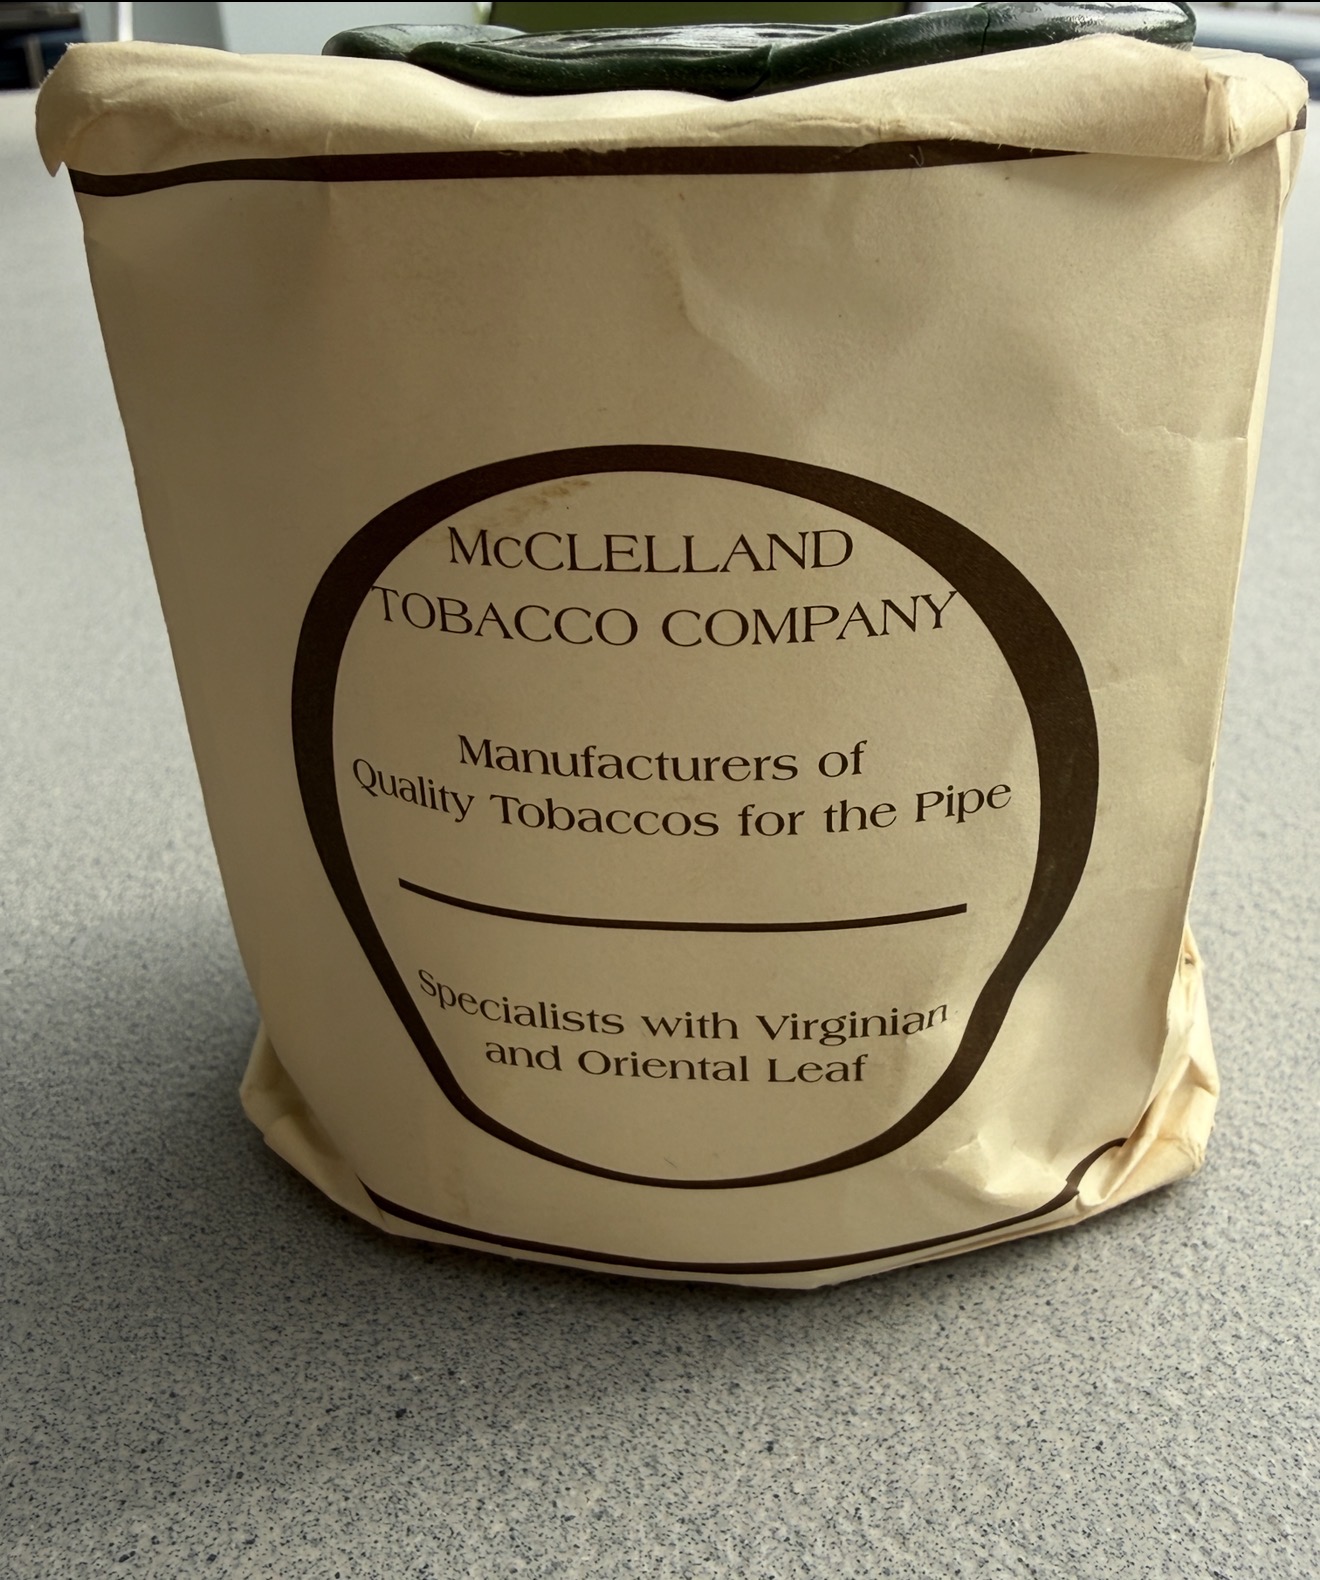 McCLELLAND
TOBACCO COMPANY
Manufacturers of
Quality Tobaccos for the Pipe
Specialists with Virginian
and Oriental Leaf